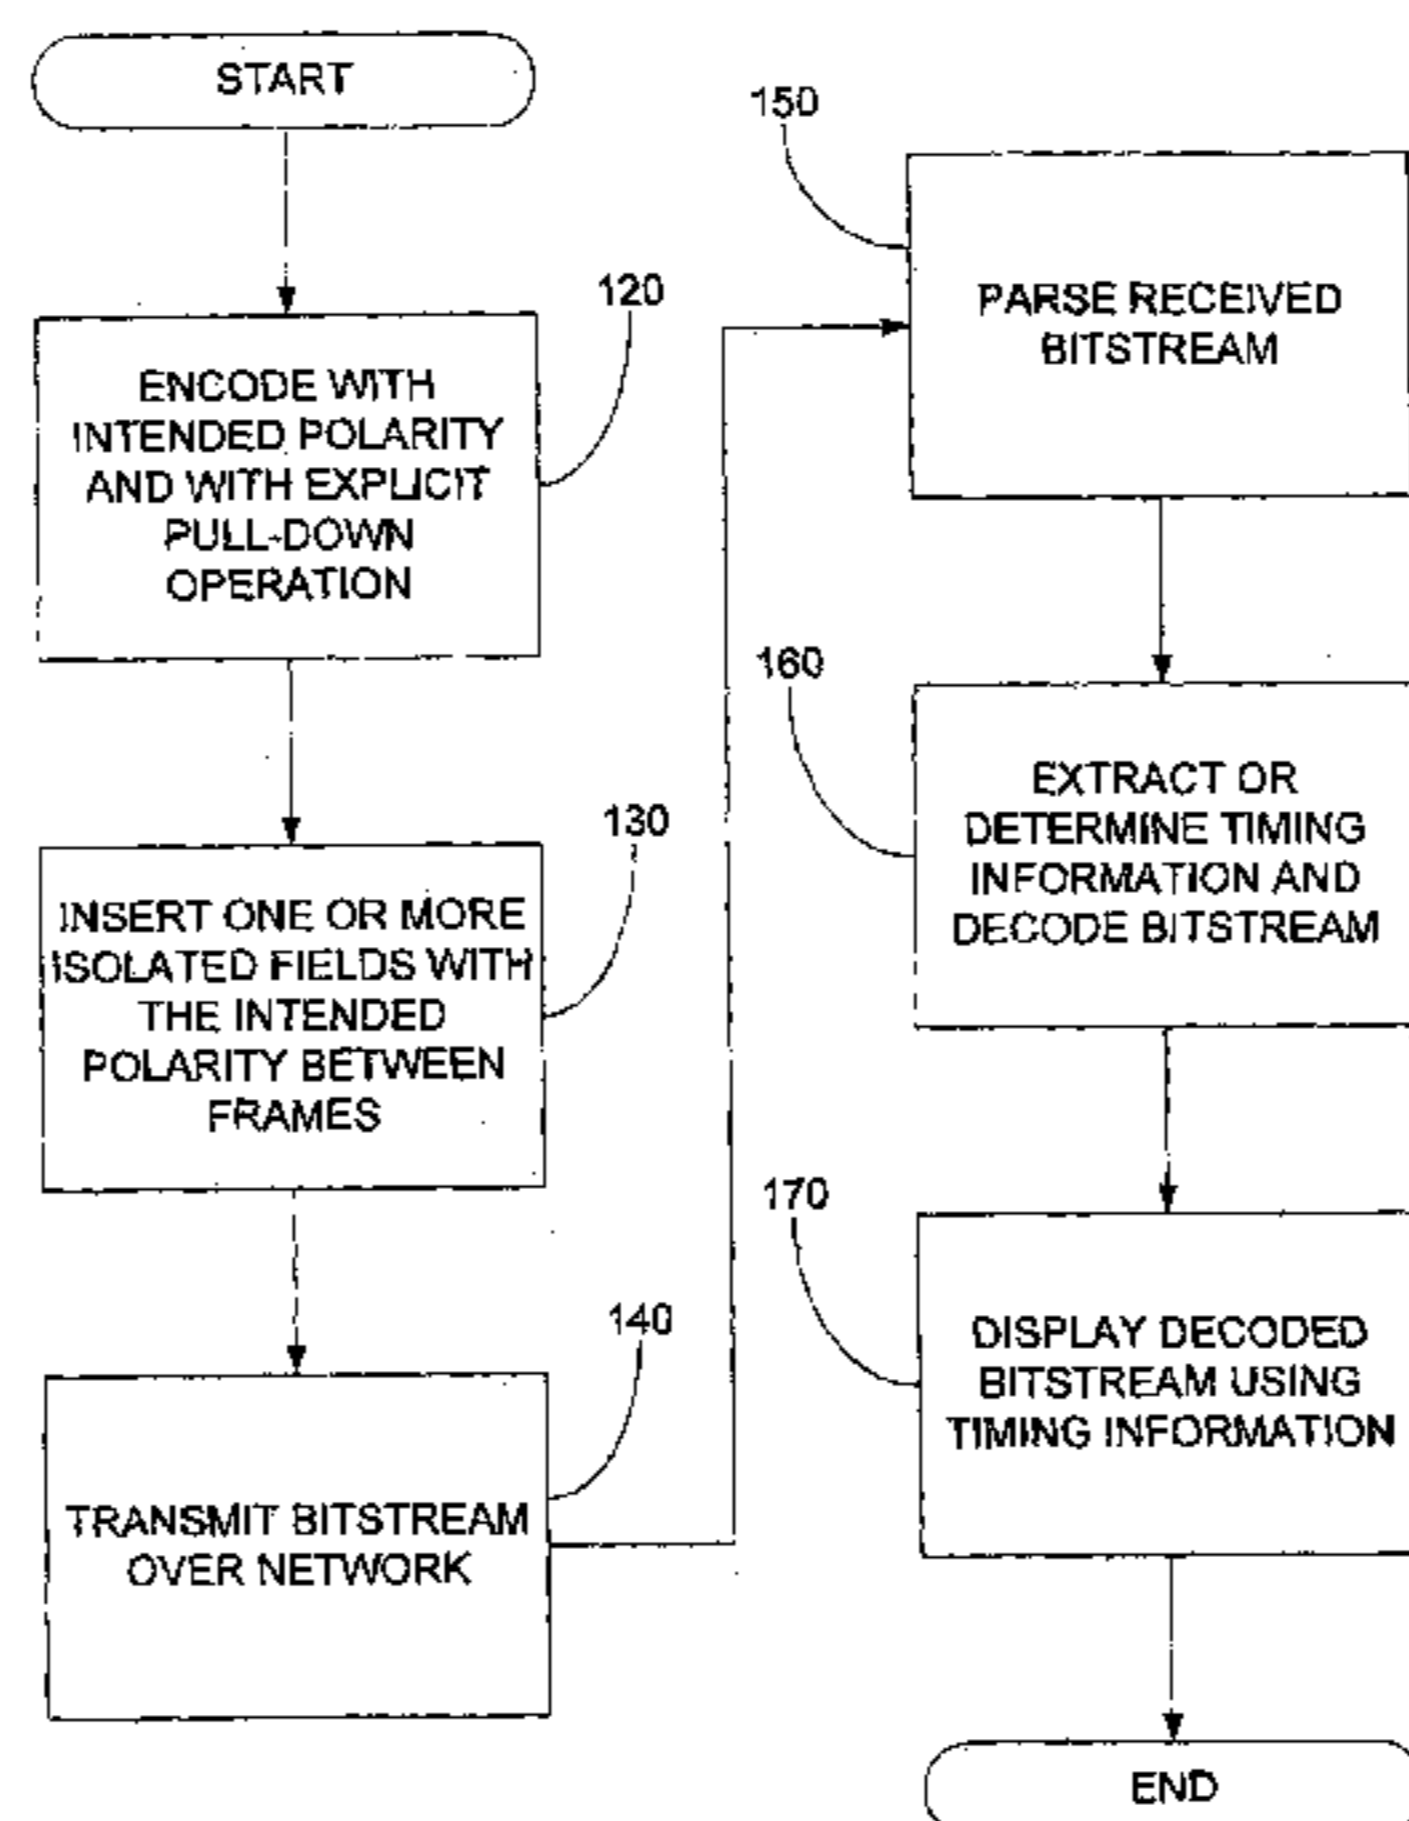 START
120
ENCODE WITH
INTENDED POLARITY
AND WITH EXPLICIT
PULL-DOWN
OPERATION
130
INSERT ONE OR MORE
ISOLATED FIELDS WITH
THE INTENDED
POLARITY BETWEEN
FRAMES
140
TRANSMIT BITSTREAM
OVER NETWORK
150
PARSE RECEIVED
BITSTREAM
160
EXTRACT OR
DETERMINE TIMING
INFORMATION AND
DECODE BITSTREAM
170
DISPLAY DECODED
BITSTREAM USING
TIMING INFORMATION
END